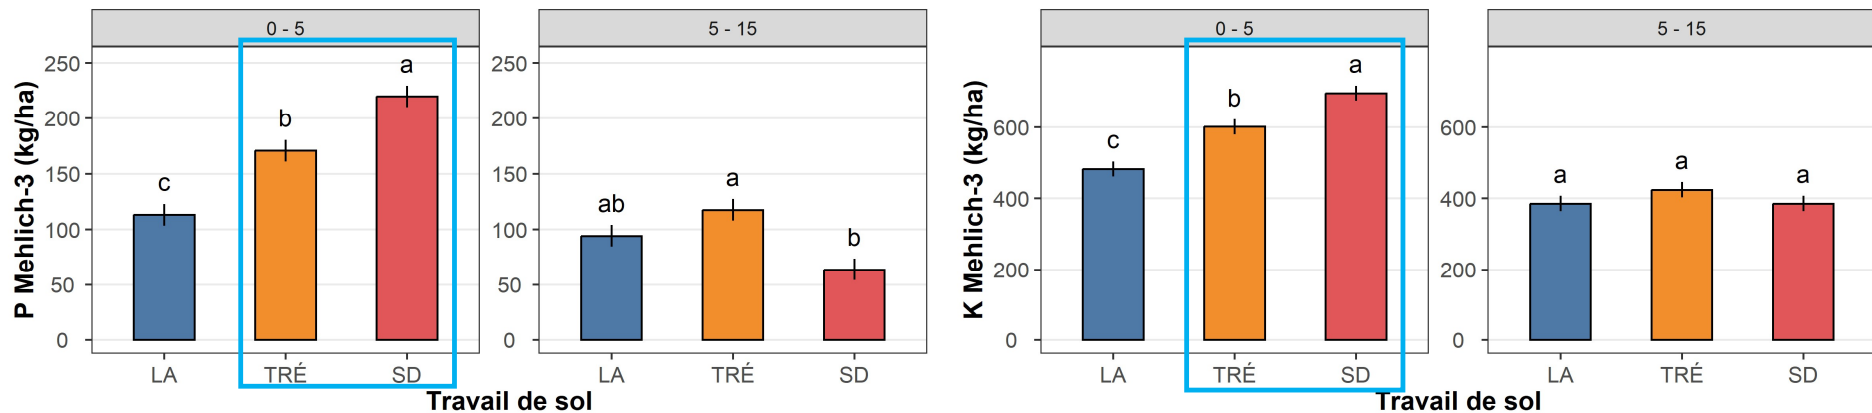 0 - 5
5 - 15
P Mehlich-3 (kg/ha)
250
200
150
100
50
0
c
b
a
250
200
150
100
50
0
ab
a
b
LA
TRÉ
SD
LA
TRÉ
SD
Travail de sol
0 - 5
5 - 15
K Mehlich-3 (kg/ha)
600
400
200
0
c
b
a
600
400
200
0
a
a
a
LA
TRÉ
SD
LA
TRÉ
SD
Travail de sol